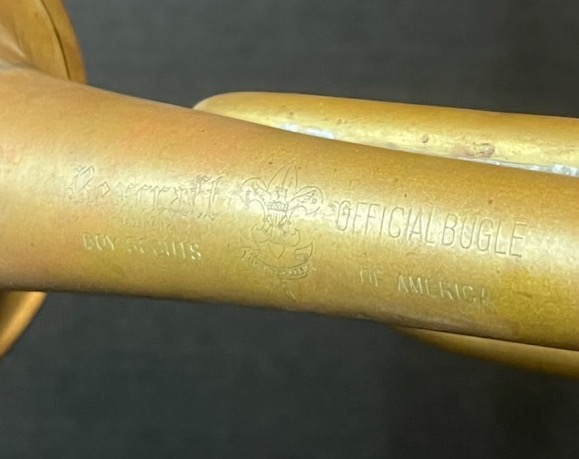 Rexcraft OFFICIAL BUGLE
BOY SCOUTS OF AMERICA